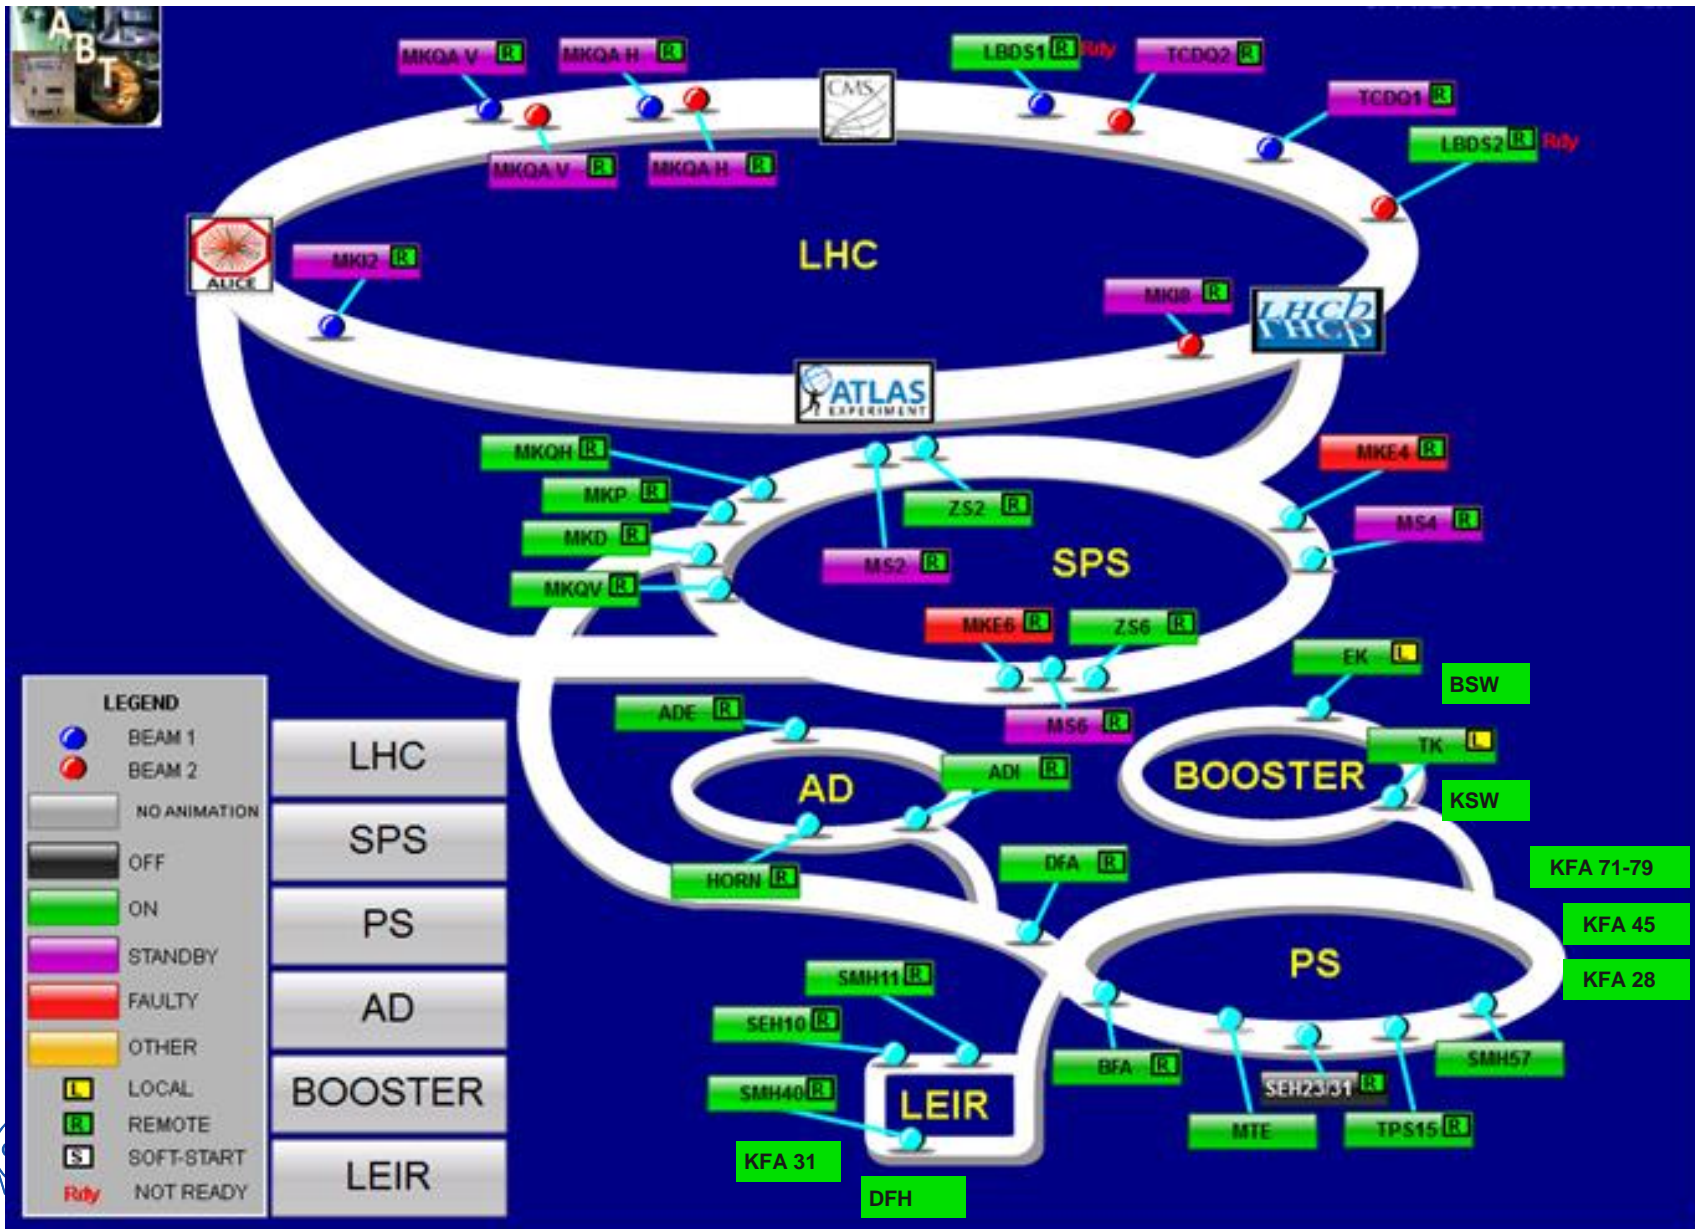 A
B
T
MKQA V R
MKQA H R
LBDS1 R Rdy
TCDQ2 R
CMS
TCDQ1 R
LBDS2 R Rdy
MKQA V R
MKQA H R
LHC
MKI2 R
ALICE
MKI8 R
LHCb
LHCb
ATLAS
EXPERIMENT
MKQH R
MKE4 R
MKP R
ZS2 R
MS4 R
MKD R
MS2 R
SPS
MKQV R
MKE6 R
ZS6 R
EK L
BSW
ADE R
MS6 R
TK L
ADI R
AD
BOOSTER
KSW
HORN R
DFA R
KFA 71-79
KFA 45
PS
KFA 28
SMH11 R
SEH10 R
SMH57
BFA R
SEH23/31 R
SMH40 R
LEIR
MTE
TPS15 R
KFA 31
DFH
LEGEND
BEAM 1
BEAM 2
NO ANIMATION
OFF
ON
STANDBY
FAULTY
OTHER
L LOCAL
R REMOTE
S SOFT-START
Rdy NOT READY
LHC
SPS
PS
AD
BOOSTER
LEIR